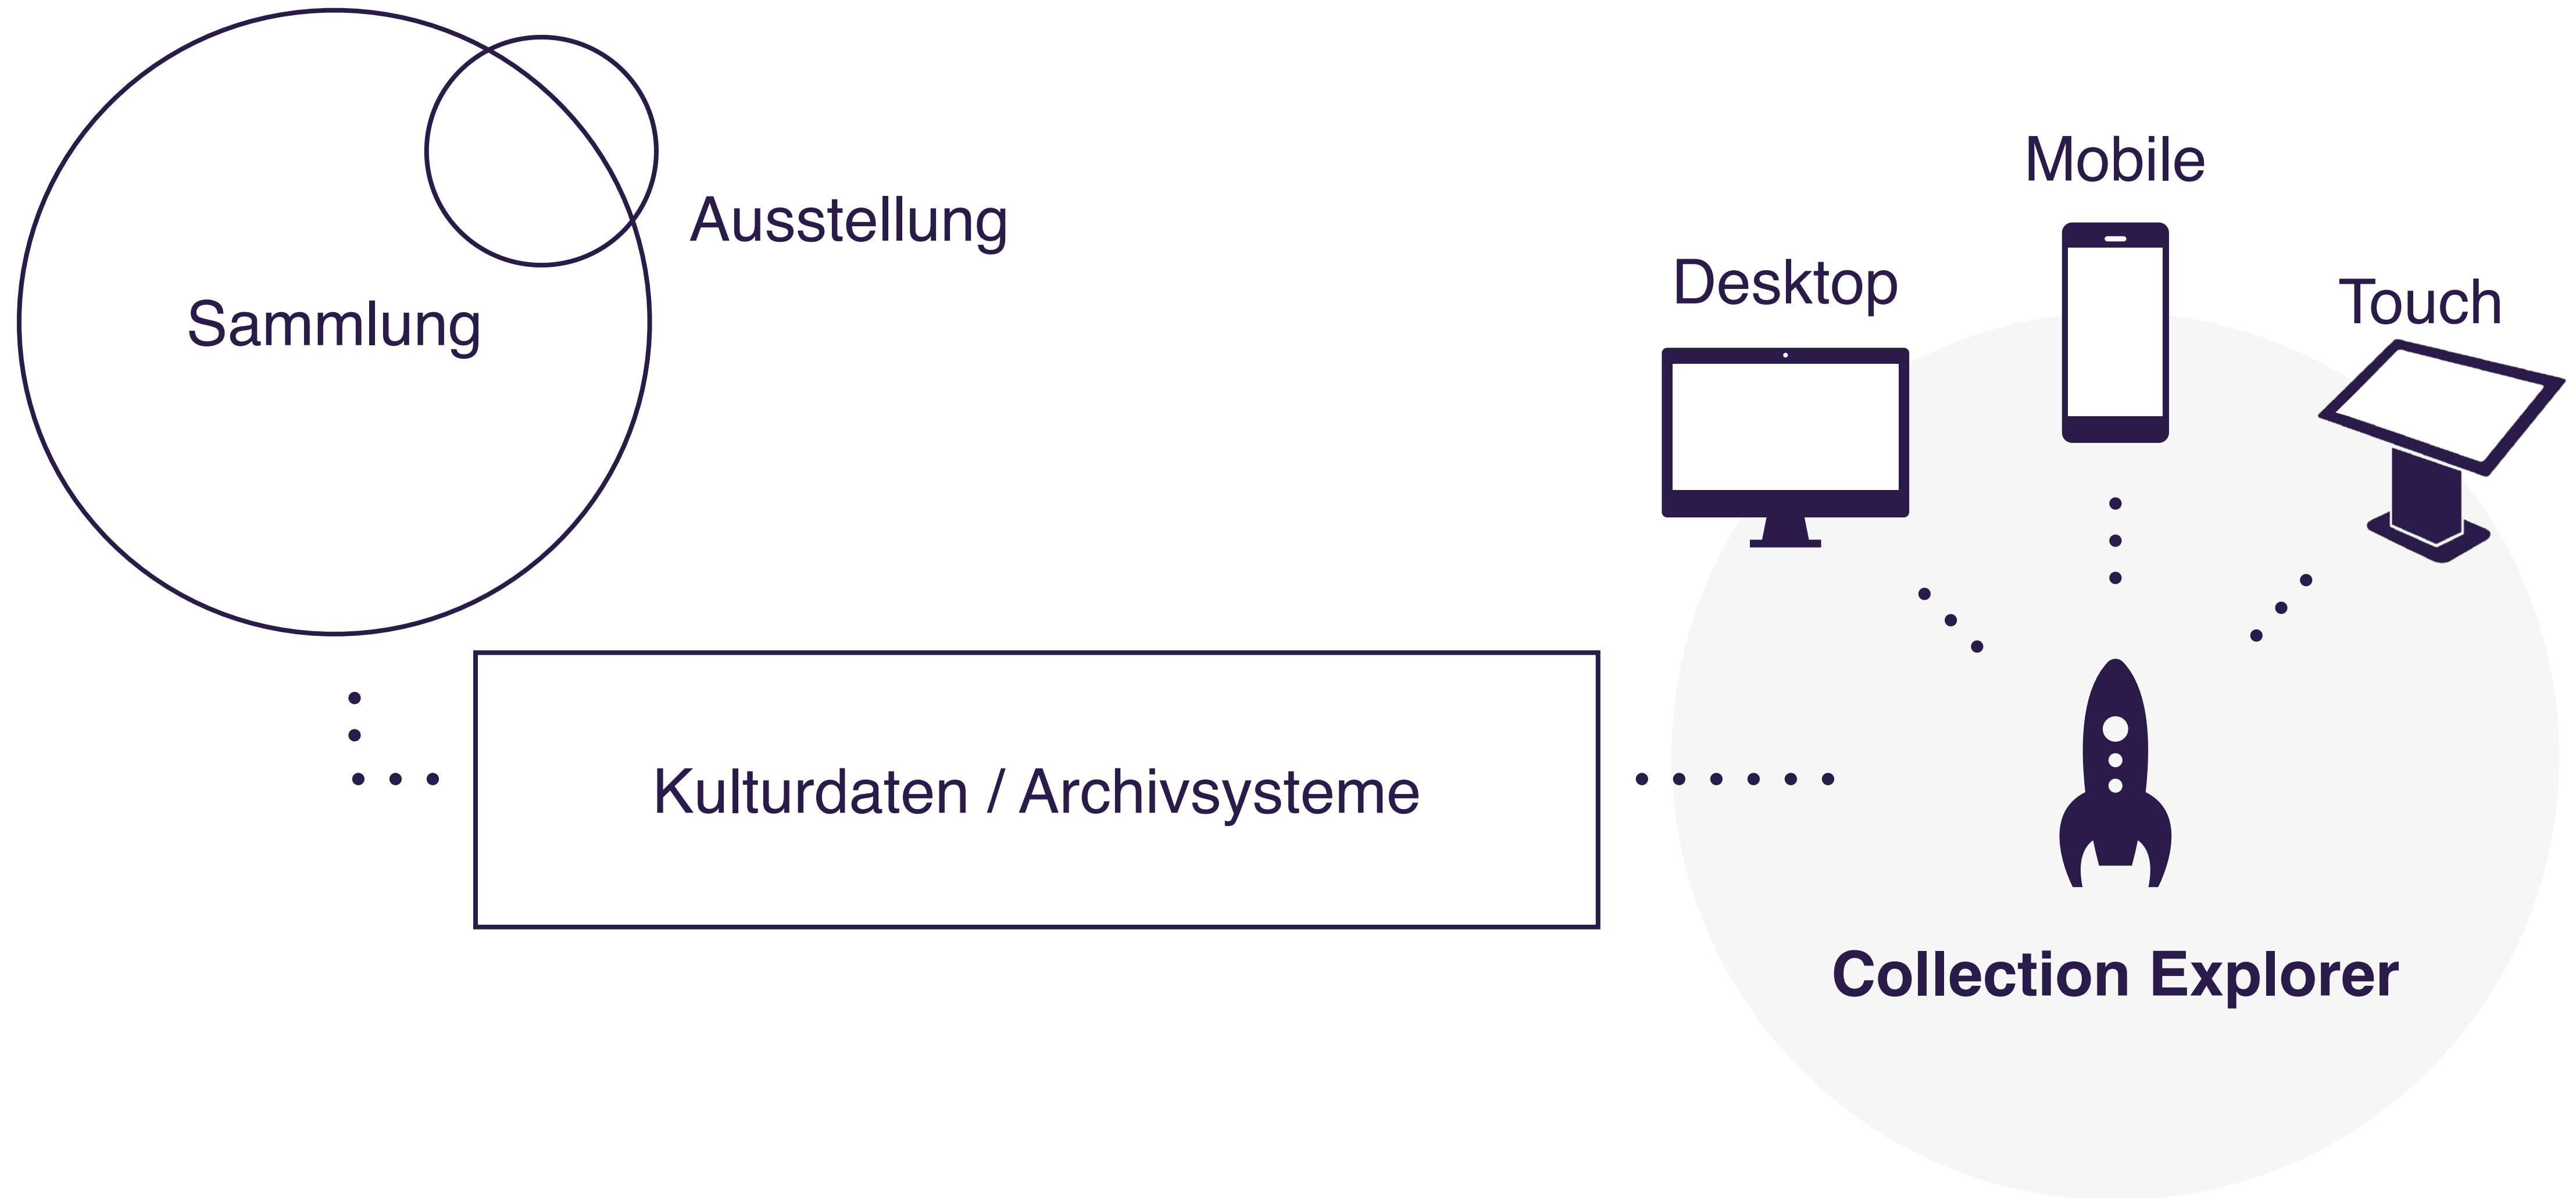 Sammlung
Ausstellung
Kulturdaten / Archivsysteme
Desktop
Mobile
Touch
Collection Explorer